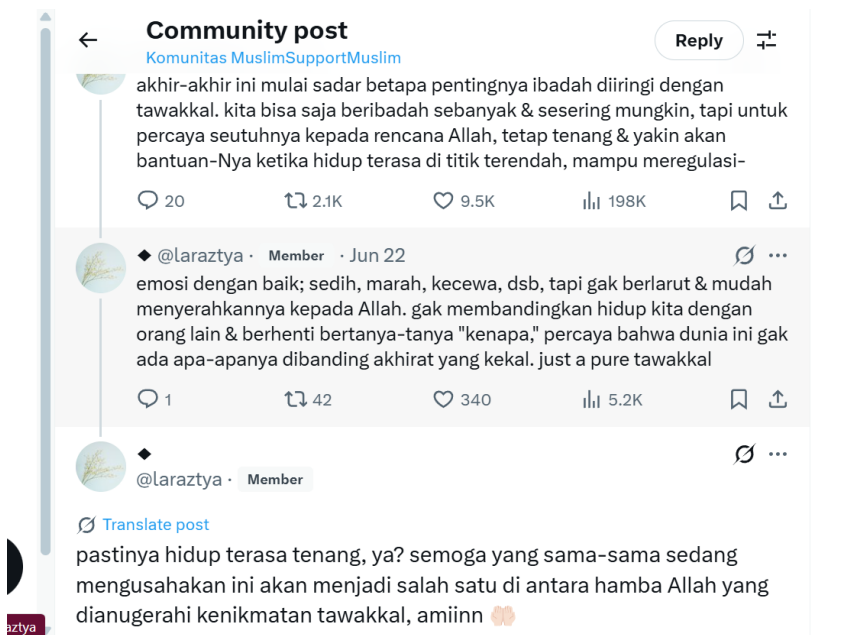 Community post
Komunitas MuslimSupportMuslim
Reply
akhir-akhir ini mulai sadar betapa pentingnya ibadah diiringi dengan
tawakkal. kita bisa saja beribadah sebanyak & sesering mungkin, tapi untuk
percaya seutuhnya kepada rencana Allah, tetap tenang & yakin akan
bantuan-Nya ketika hidup terasa di titik terendah, mampu meregulasi-
20 2.1K 9.5K 198K
@laraztya · Member · Jun 22
emosi dengan baik; sedih, marah, kecewa, dsb, tapi gak berlarut & mudah
menyerahkannya kepada Allah. gak membandingkan hidup kita dengan
orang lain & berhenti bertanya-tanya "kenapa," percaya bahwa dunia ini gak
ada apa-apanya dibanding akhirat yang kekal. just a pure tawakkal
1 42 340 5.2K
@laraztya · Member
Translate post
pastinya hidup terasa tenang, ya? semoga yang sama-sama sedang
mengusahakan ini akan menjadi salah satu di antara hamba Allah yang
dianugerahi kenikmatan tawakkal, amiinn 🤲🏻
aztya